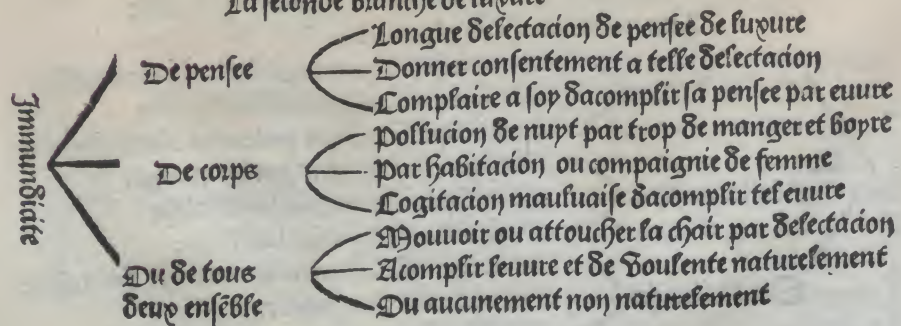 La seconde branche de luxure
Immundicite
De pensee
Longue delectacion de pensee de luxure
Donner consentement a telle delectacion
Complaire a soy dacomplir sa pensee par euure
De corps
Pollucion de nuyt par trop de manger et boyre
Par habitacion ou compaignie de femme
Cogitacion mauluaise dacomplir tel euure
Ou de tous
deux enséble
Mouuoir ou attoucher la chair par delectacion
Acomplir leuure et de voulente naturelement
Ou aucunement non naturelement